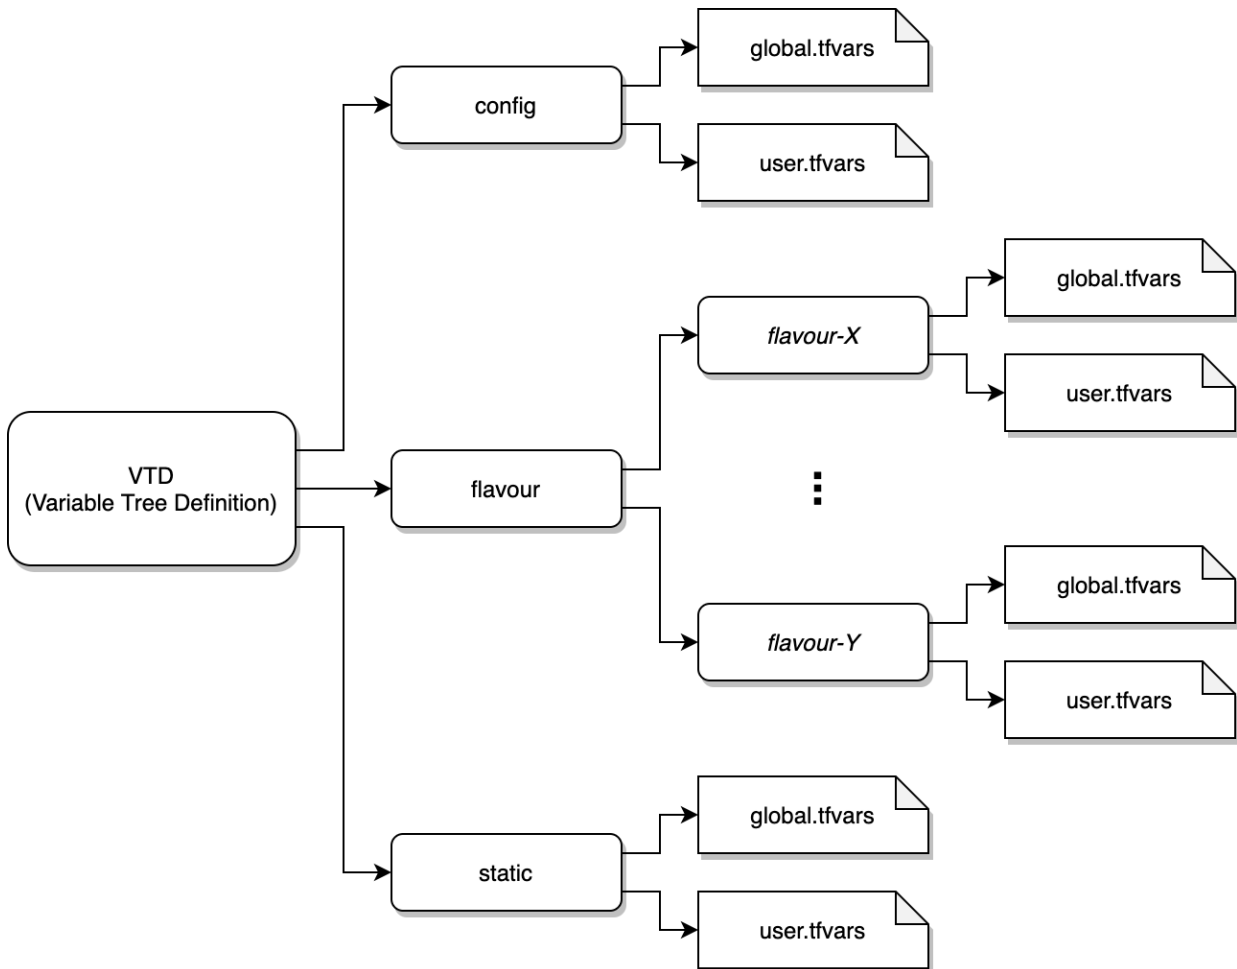 global.tfvars
config
user.tfvars
global.tfvars
flavour-X
user.tfvars
VTD
(Variable Tree Definition)
flavour
global.tfvars
flavour-Y
user.tfvars
global.tfvars
static
user.tfvars